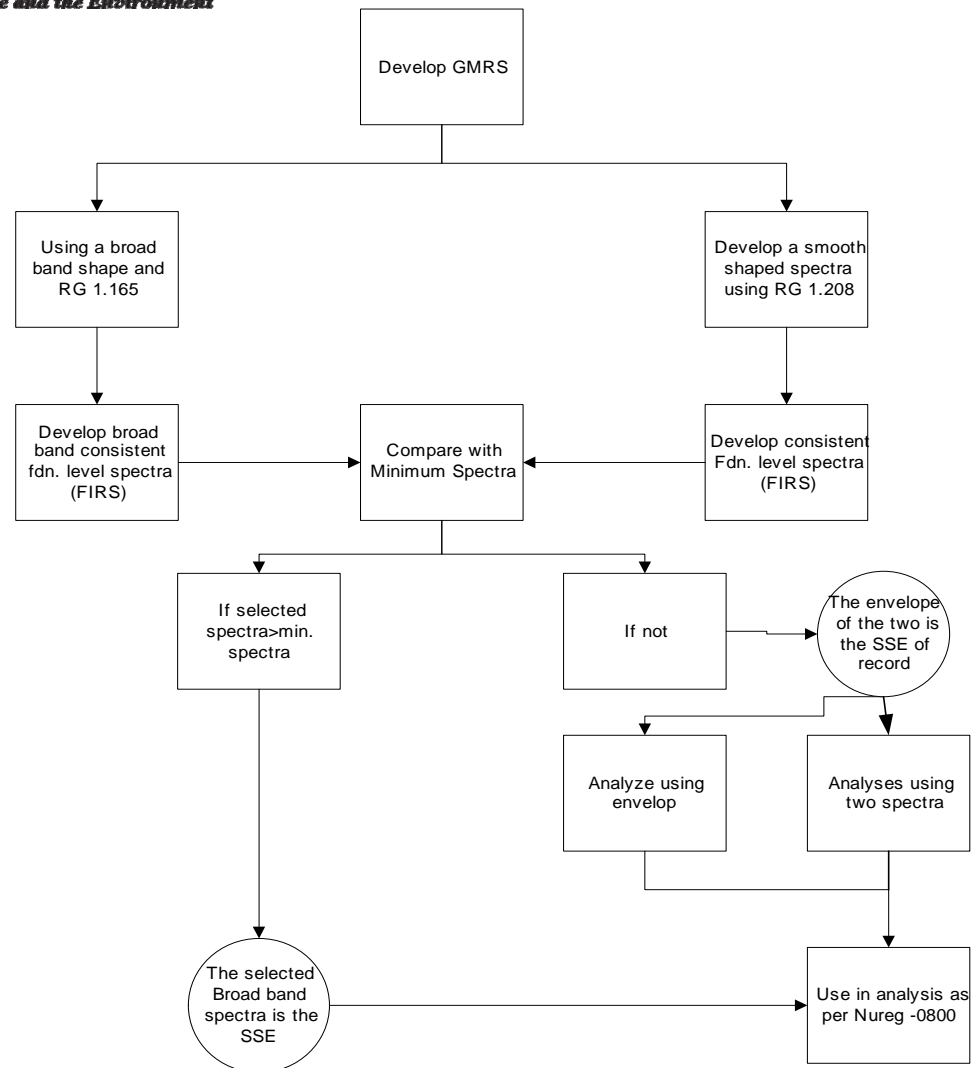 and the Environment
Develop GMRS
Using a broad
band shape and
RG 1.165
Develop a smooth
shaped spectra
using RG 1.208
Develop broad
band consistent
fdn. level spectra
(FIRS)
Compare with
Minimum Spectra
Develop consistent
Fdn. level spectra
(FIRS)
If selected
spectra>min.
spectra
If not
The envelope
of the two is
the SSE of
record
Analyze using
envelop
Analyses using
two spectra
The selected
Broad band
spectra is the
SSE
Use in analysis as
per Nureg -0800